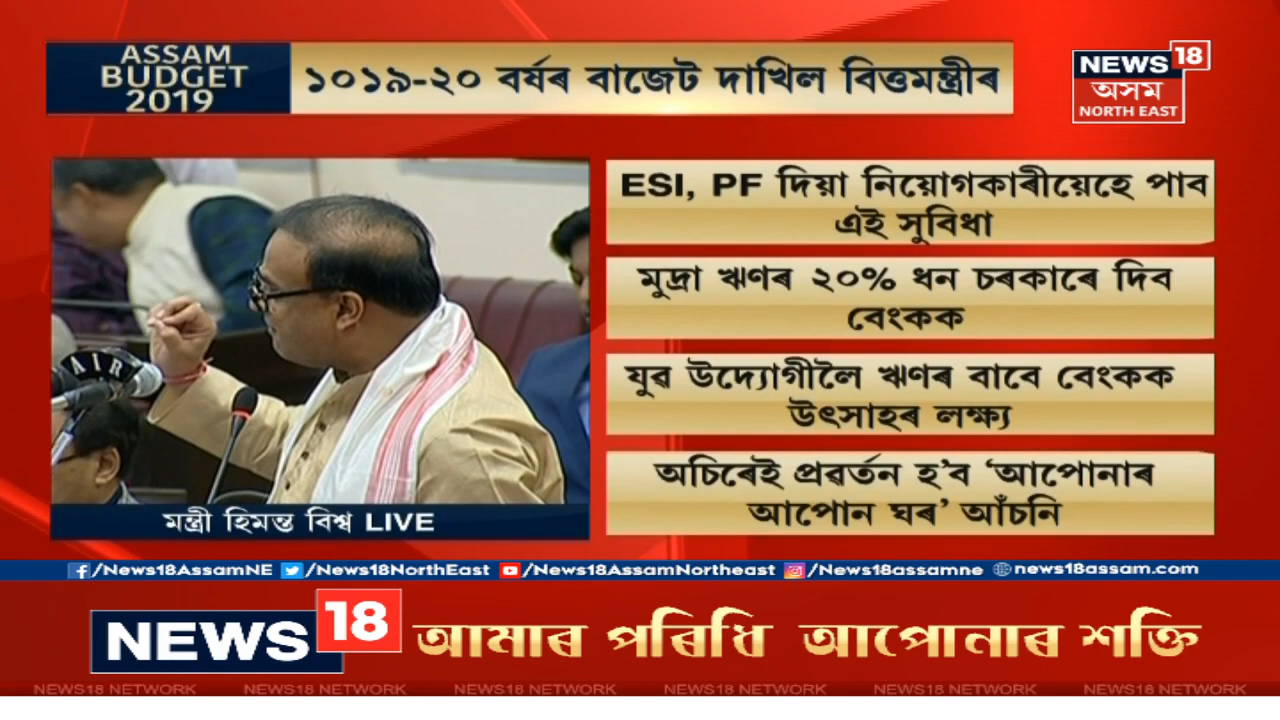 ASSAM
BUDGET
2019
১০১৯-২০ বৰ্ষৰ বাজেট দাখিল বিত্তমন্ত্ৰীৰ
NEWS 18
অসম
NORTH EAST
ESI, PF দিয়া নিয়োগকাৰীয়েহে পাব
এই সুবিধা
মুদ্ৰা ঋণৰ ২০% ধন চৰকাৰে দিব
বেংকক
যুৱ উদ্যোগীলৈ ঋণৰ বাবে বেংকক
উৎসাহৰ লক্ষ্য
অচিৰেই প্ৰৱৰ্তন হ'ব ‘আপোনাৰ
আপোন ঘৰ’ আঁচনি
AIR
মন্ত্ৰী হিমন্ত বিশ্ব LIVE
/News18AssamNE /News18NorthEast /News18AssamNortheast /News18assamne news18assam.com
NEWS 18 আমাৰ পৰিধি আপোনাৰ শক্তি
NEWS18 NETWORK NEWS18 NETWORK NEWS18 NETWORK NEWS18 NETWORK NEWS18 NETWORK NEWS18 NETWORK